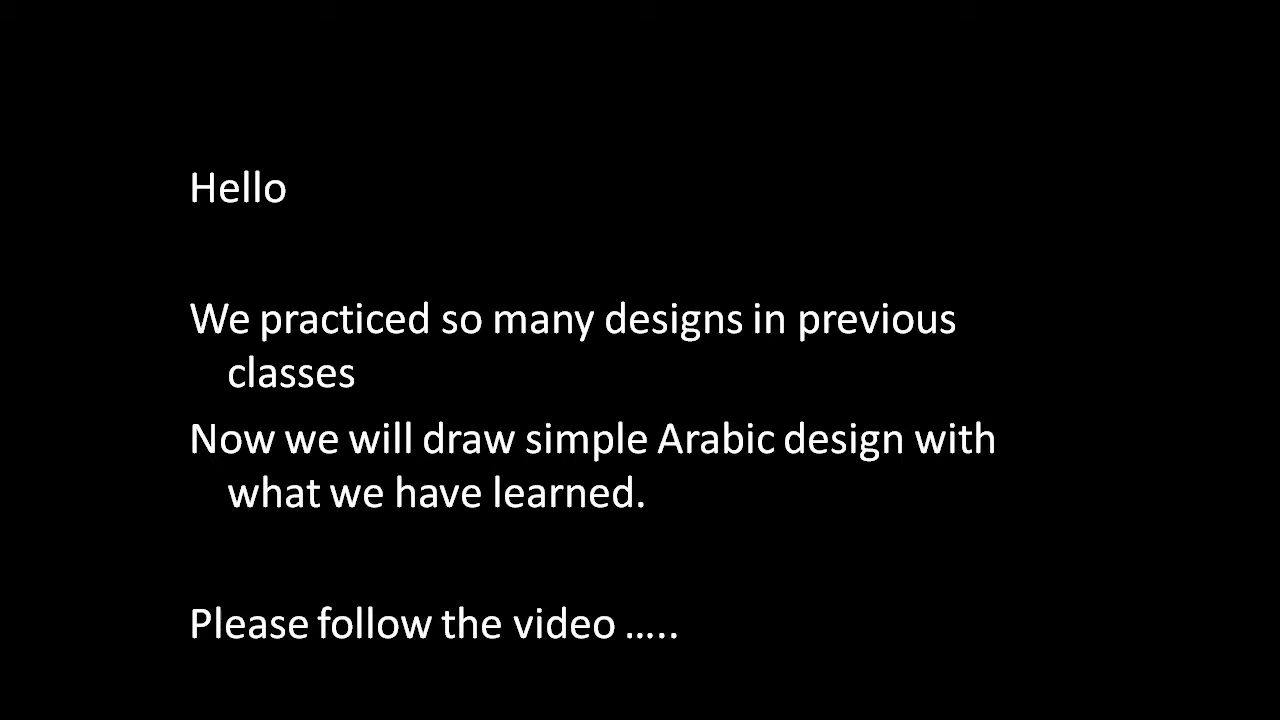 Hello
We practiced so many designs in previous
classes
Now we will draw simple Arabic design with
what we have learned.
Please follow the video .....